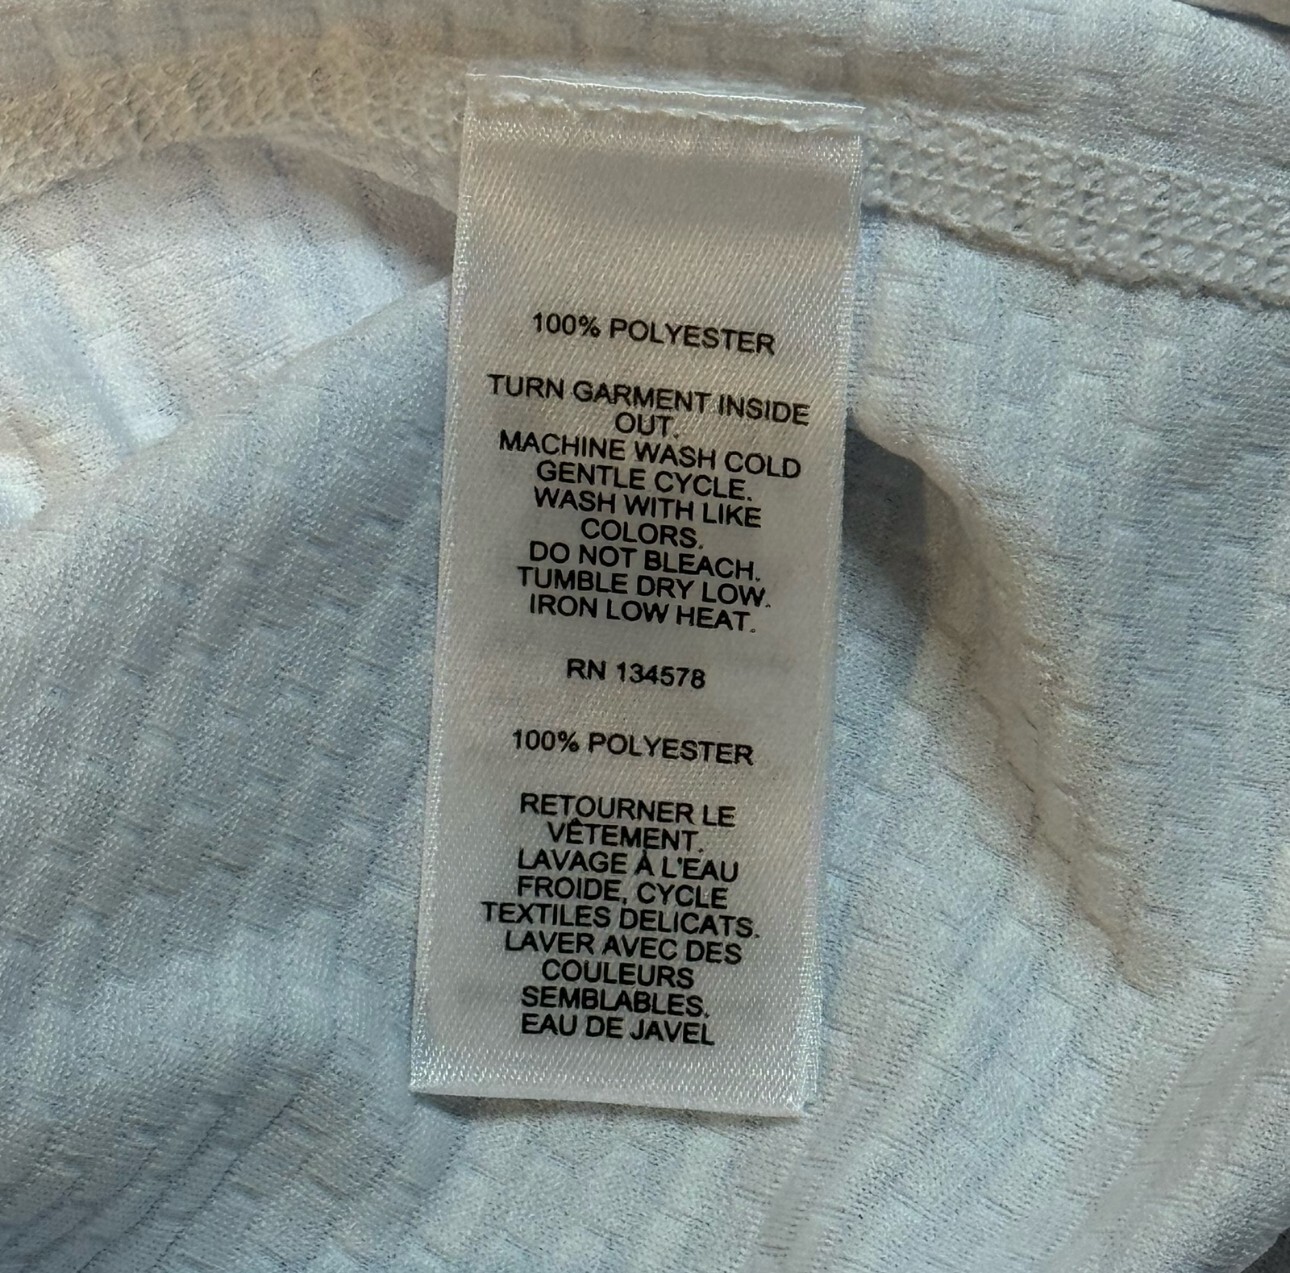 100% POLYESTER
TURN GARMENT INSIDE
OUT.
MACHINE WASH COLD
GENTLE CYCLE.
WASH WITH LIKE
COLORS.
DO NOT BLEACH.
TUMBLE DRY LOW.
IRON LOW HEAT.
RN 134578
100% POLYESTER
RETOURNER LE
VÊTEMENT.
LAVAGE À L'EAU
FROIDE, CYCLE
TEXTILES DELICATS.
LAVER AVEC DES
COULEURS
SEMBLABLES.
EAU DE JAVEL